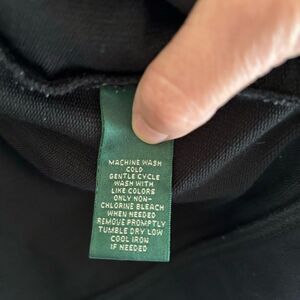 MACHINE WASH
COLD
GENTLE CYCLE
WASH WITH
LIKE COLORS
ONLY NON-
CHLORINE BLEACH
WHEN NEEDED
REMOVE PROMPTLY
TUMBLE DRY LOW
COOL IRON
IF NEEDED